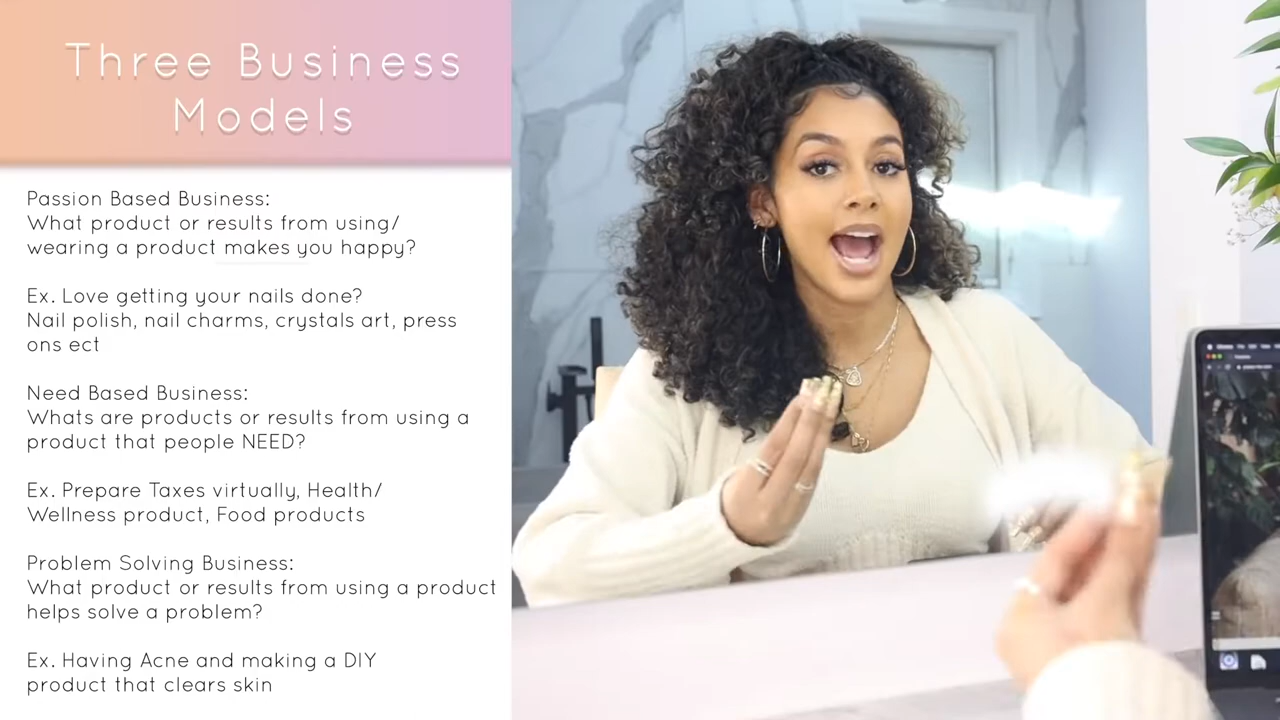 Three Business
Models
Passion Based Business:
What product or results from using/
wearing a product makes you happy?
Ex. Love getting your nails done?
Nail polish, nail charms, crystals art, press
ons ect
Need Based Business:
Whats are products or results from using a
product that people NEED?
Ex. Prepare Taxes virtually, Health/
Wellness product, Food products
Problem Solving Business:
What product or results from using a product
helps solve a problem?
Ex. Having Acne and making a DIY
product that clears skin